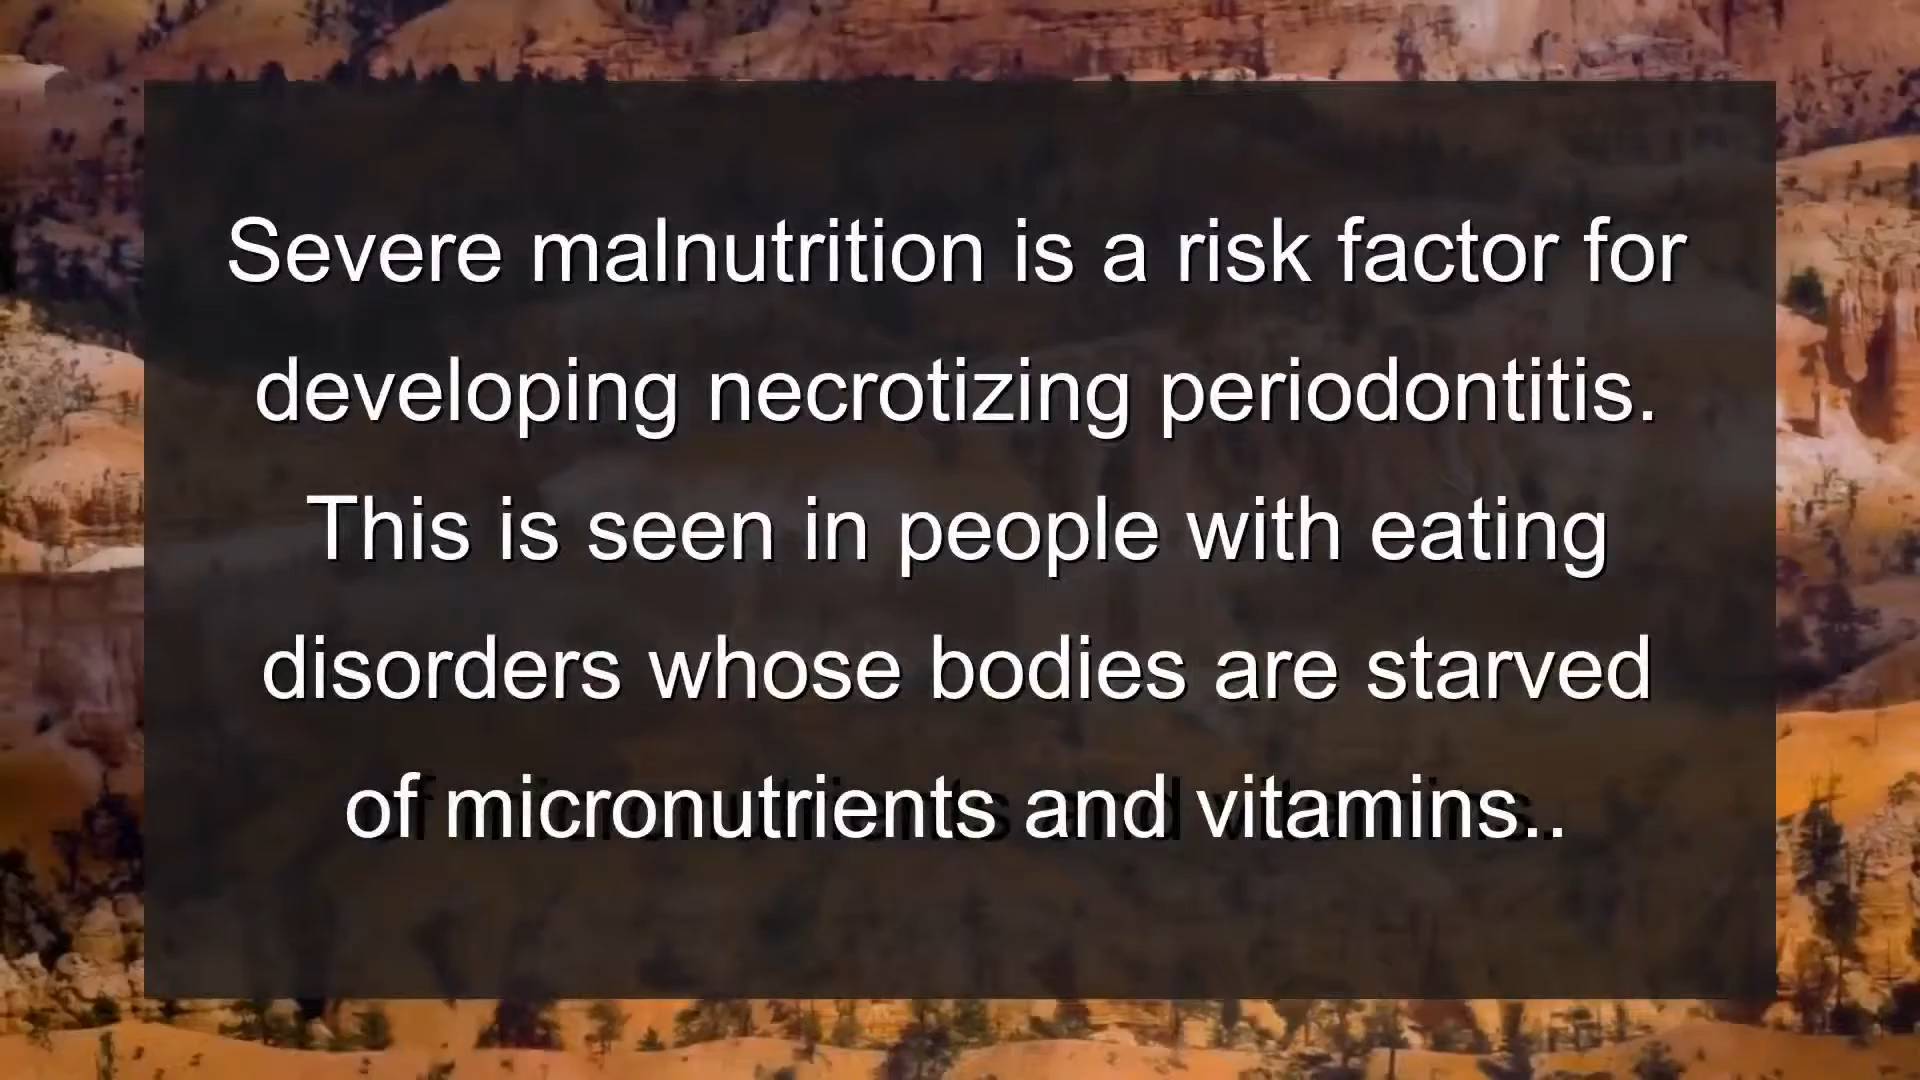 Severe malnutrition is a risk factor for
developing necrotizing periodontitis.
This is seen in people with eating
disorders whose bodies are starved
of micronutrients and vitamins..